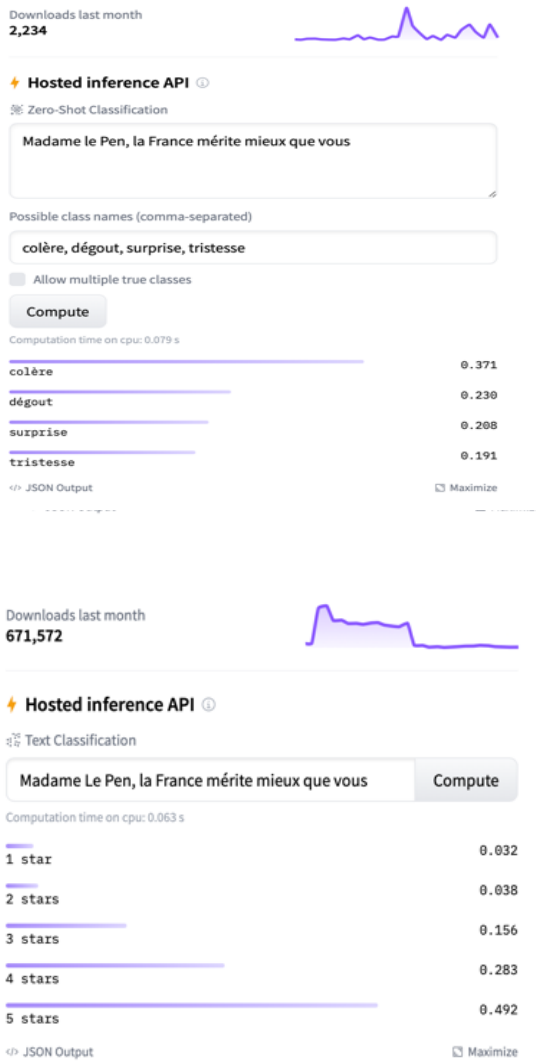 Downloads last month
2,234
Hosted inference API
Zero-Shot Classification
Madame le Pen, la France mérite mieux que vous
Possible class names (comma-separated)
colère, dégout, surprise, tristesse
Allow multiple true classes
Compute
Computation time on cpu: 0.079 s
colère 0.371
dégout 0.230
surprise 0.208
tristesse 0.191
</> JSON Output Maximize
Downloads last month
671,572
Hosted inference API
Text Classification
Madame Le Pen, la France mérite mieux que vous Compute
Computation time on cpu: 0.063 s
1 star 0.032
2 stars 0.038
3 stars 0.156
4 stars 0.283
5 stars 0.492
</> JSON Output Maximize